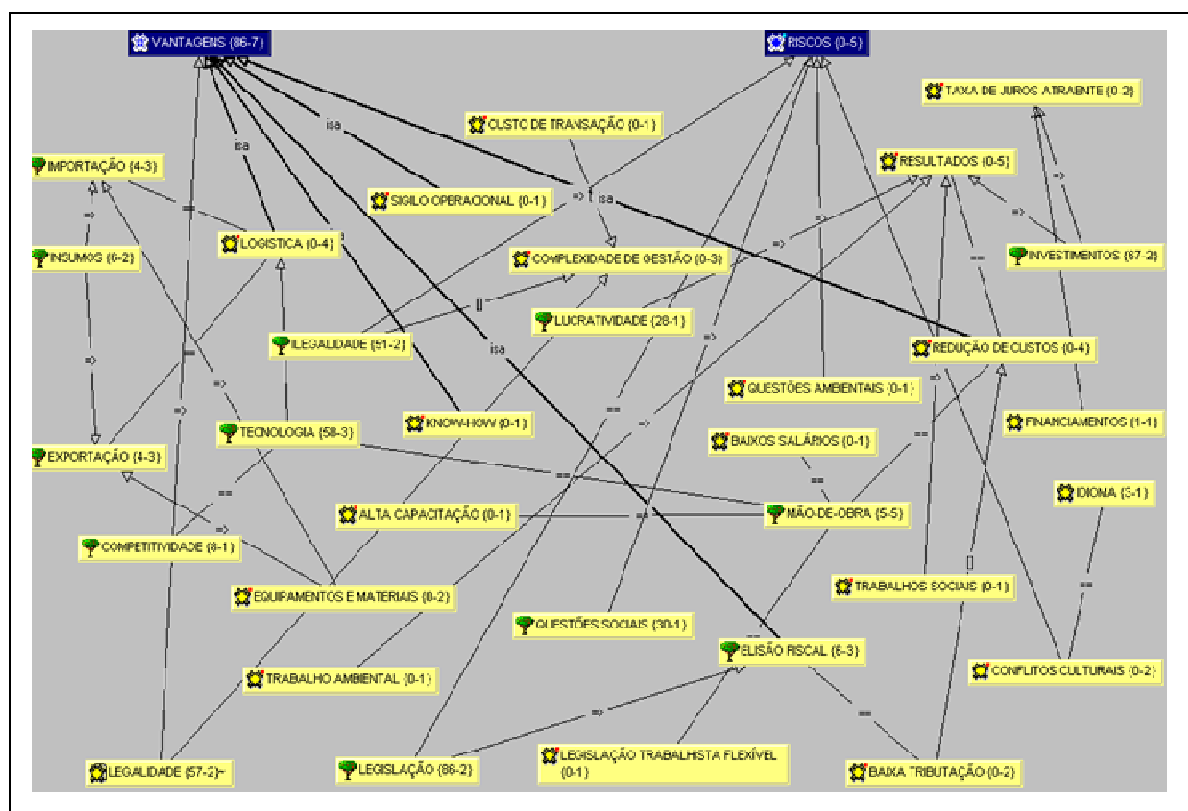 VANTAGENS {86-7}
RISCOS {0-5}
TAXA DE JUROS ATRAENTE {0-2}
CUSTO DE TRANSAÇÃO {0-1}
isa
isa
IMPORTAÇÃO {4-3}
RESULTADOS {0-5}
SIGILO OPERACIONAL {0-1}
=> isa
=>
=>
=>
==
LOGISTICA {0-4}
=>
INSUMOS {6-2}
COMPLEXIDADE DE GESTÃO {0-3}
==
INVESTIMENTOS {67-3}
=>
[]
LUCRATIVIDADE {28-1}
=>
ILEGALIDADE {51-2}
isa
REDUÇÃO DE CUSTOS {0-4}
=>
==
=>
QUESTÕES AMBIENTAIS {0-1}
=>
==
KNOW-HOW {0-1}
FINANCIAMENTOS {1-1}
TECNOLOGIA {58-3}
=>
BAIXOS SALÁRIOS {0-1}
==
EXPORTAÇÃO {4-3}
==
==
==
IDIOMA {3-1}
ALTA CAPACITAÇÃO {0-1}
=>
MÃO-DE-OBRA {5-5}
=>
COMPETITIVIDADE {8-1}
[]
==
TRABALHOS SOCIAIS {0-1}
EQUIPAMENTOS E MATERIAIS {8-2}
QUESTÕES SOCIAIS {30-1}
==
ELISÃO FISCAL {6-3}
CONFLITOS CULTURAIS {0-2}
TRABALHO AMBIENTAL {0-1}
=>
==
LEGISLAÇÃO TRABALHISTA FLEXÍVEL
{0-1}
LEGALIDADE {57-2}~
LEGISLAÇÃO {86-2}
BAIXA TRIBUTAÇÃO {0-2}